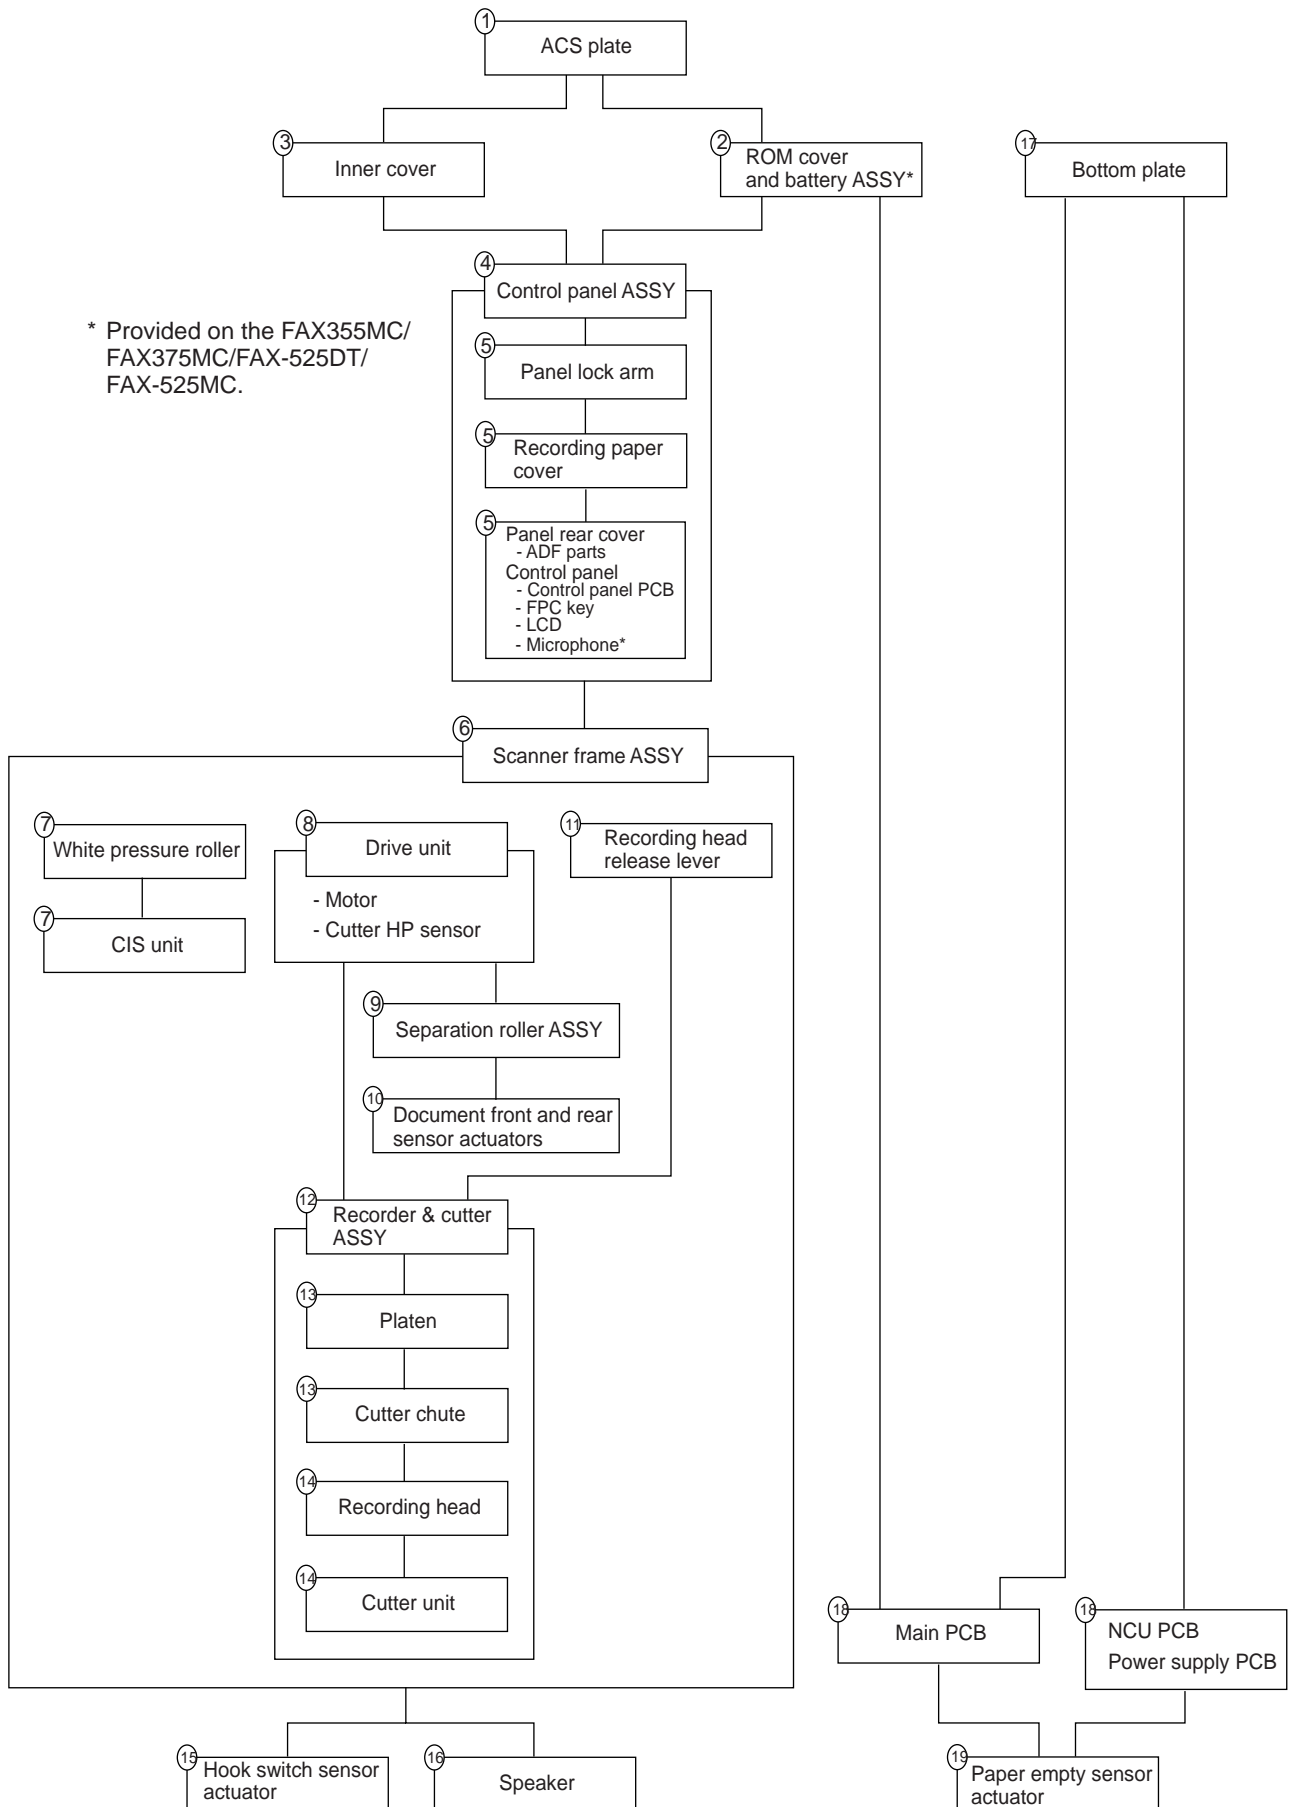 1
ACS plate
3
Inner cover
2
ROM cover
and battery ASSY*
17
Bottom plate
4
Control panel ASSY
* Provided on the FAX355MC/
FAX375MC/FAX-525DT/
FAX-525MC.
5
Panel lock arm
5
Recording paper
cover
5
Panel rear cover
- ADF parts
Control panel
- Control panel PCB
- FPC key
- LCD
- Microphone*
6
Scanner frame ASSY
7
White pressure roller
7
CIS unit
8
Drive unit
- Motor
- Cutter HP sensor
11
Recording head
release lever
9
Separation roller ASSY
10
Document front and rear
sensor actuators
12
Recorder & cutter
ASSY
13
Platen
13
Cutter chute
14
Recording head
14
Cutter unit
18
Main PCB
18
NCU PCB
Power supply PCB
15
Hook switch sensor
actuator
16
Speaker
19
Paper empty sensor
actuator